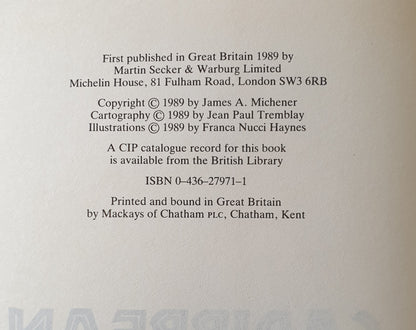 First published in Great Britain 1989 by
Martin Secker & Warburg Limited
Michelin House, 81 Fulham Road, London SW3 6RB
Copyright © 1989 by James A. Michener
Cartography © 1989 by Jean Paul Tremblay
Illustrations © 1989 by Franca Nucci Haynes
A CIP catalogue record for this book
is available from the British Library
ISBN 0–436–27971–1
Printed and bound in Great Britain
by Mackays of Chatham PLC, Chatham, Kent